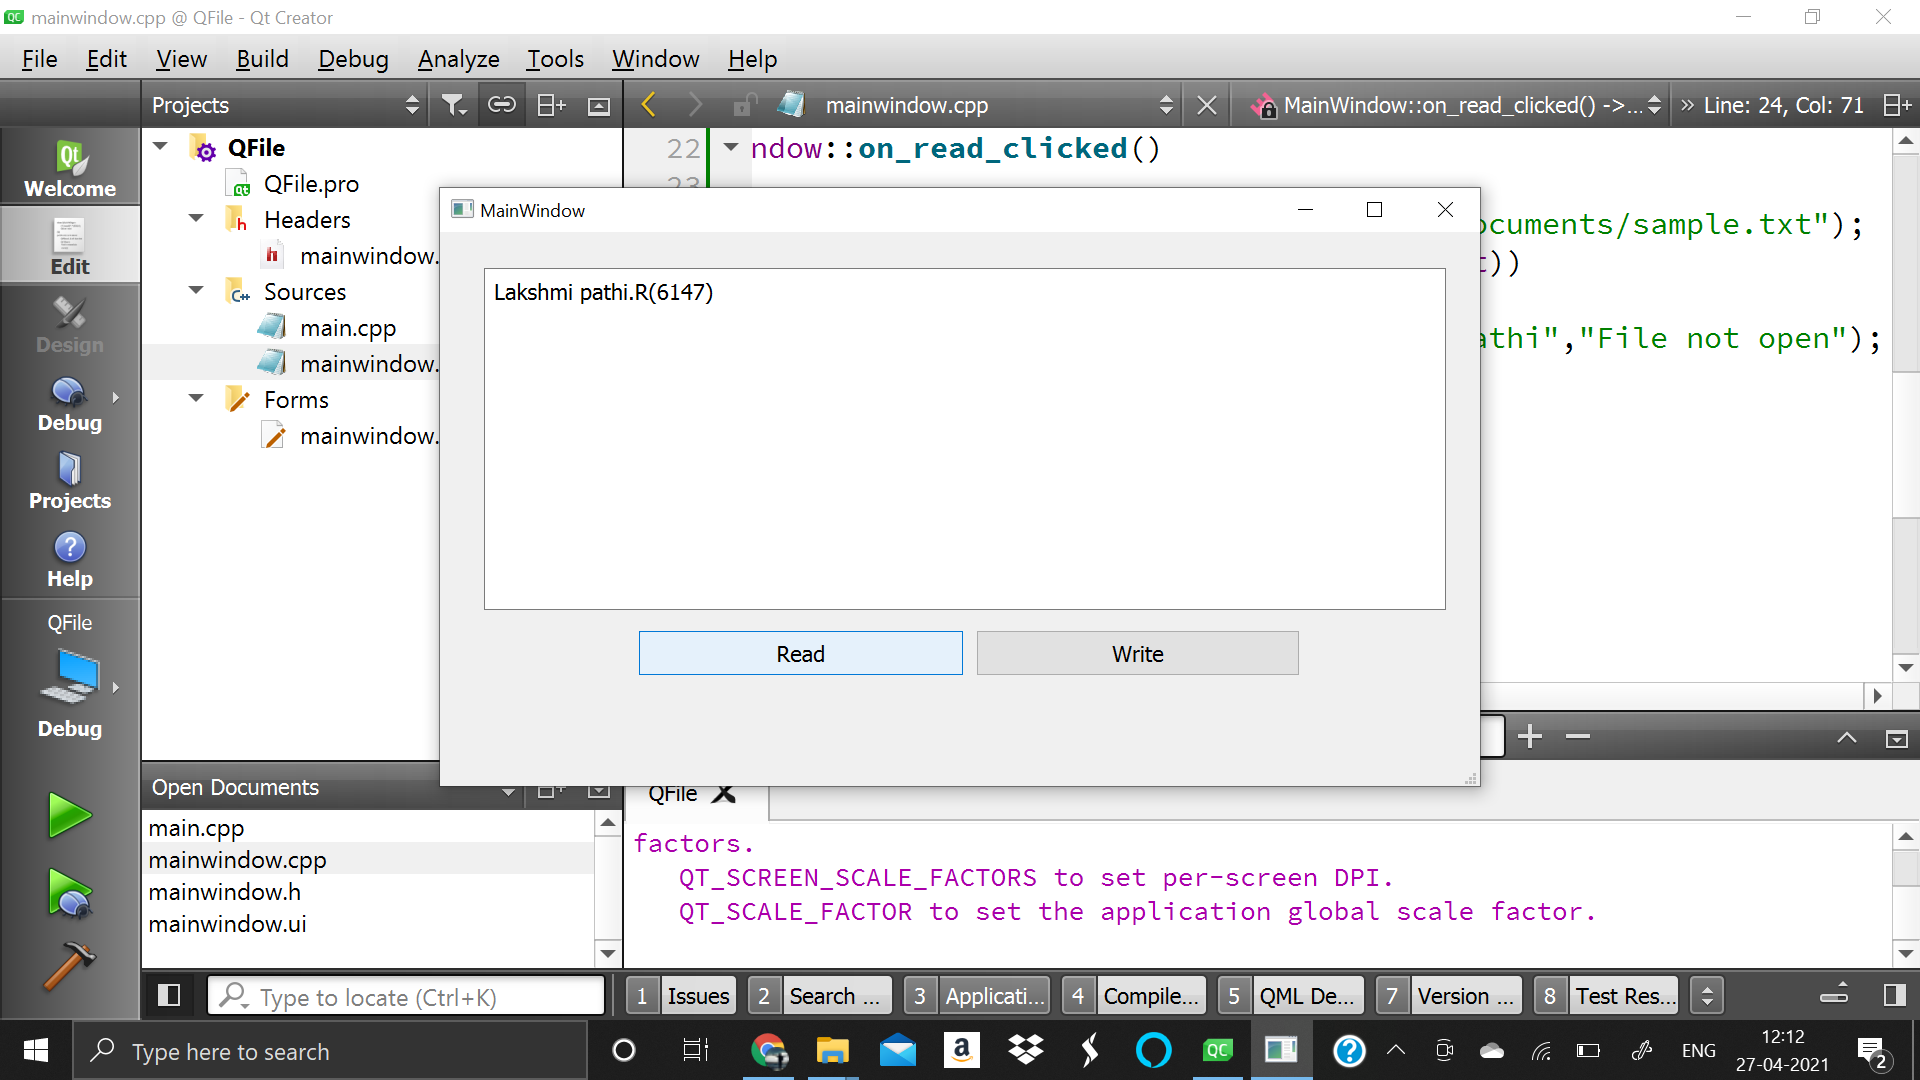 mainwindow.cpp @ QFile - Qt Creator
File Edit View Build Debug Analyze Tools Window Help
Projects
mainwindow.cpp
MainWindow::on_read_clicked() ->...
» Line: 24, Col: 71
Welcome
Edit
Design
Debug
Projects
Help
QFile
Debug
QFile
QFile.pro
Headers
mainwindow.
Sources
main.cpp
mainwindow.
Forms
mainwindow.
22 ndow::on_read_clicked()
23
ocuments/sample.txt");
t))
athi","File not open");
MainWindow
Lakshmi pathi.R(6147)
Read
Write
Open Documents
main.cpp
mainwindow.cpp
mainwindow.h
mainwindow.ui
QFile
factors.
QT_SCREEN_SCALE_FACTORS to set per-screen DPI.
QT_SCALE_FACTOR to set the application global scale factor.
Type to locate (Ctrl+K)
1 Issues
2 Search ...
3 Applicati...
4 Compile...
5 QML De...
7 Version ...
8 Test Res...
Type here to search
ENG
12:12
27-04-2021
2